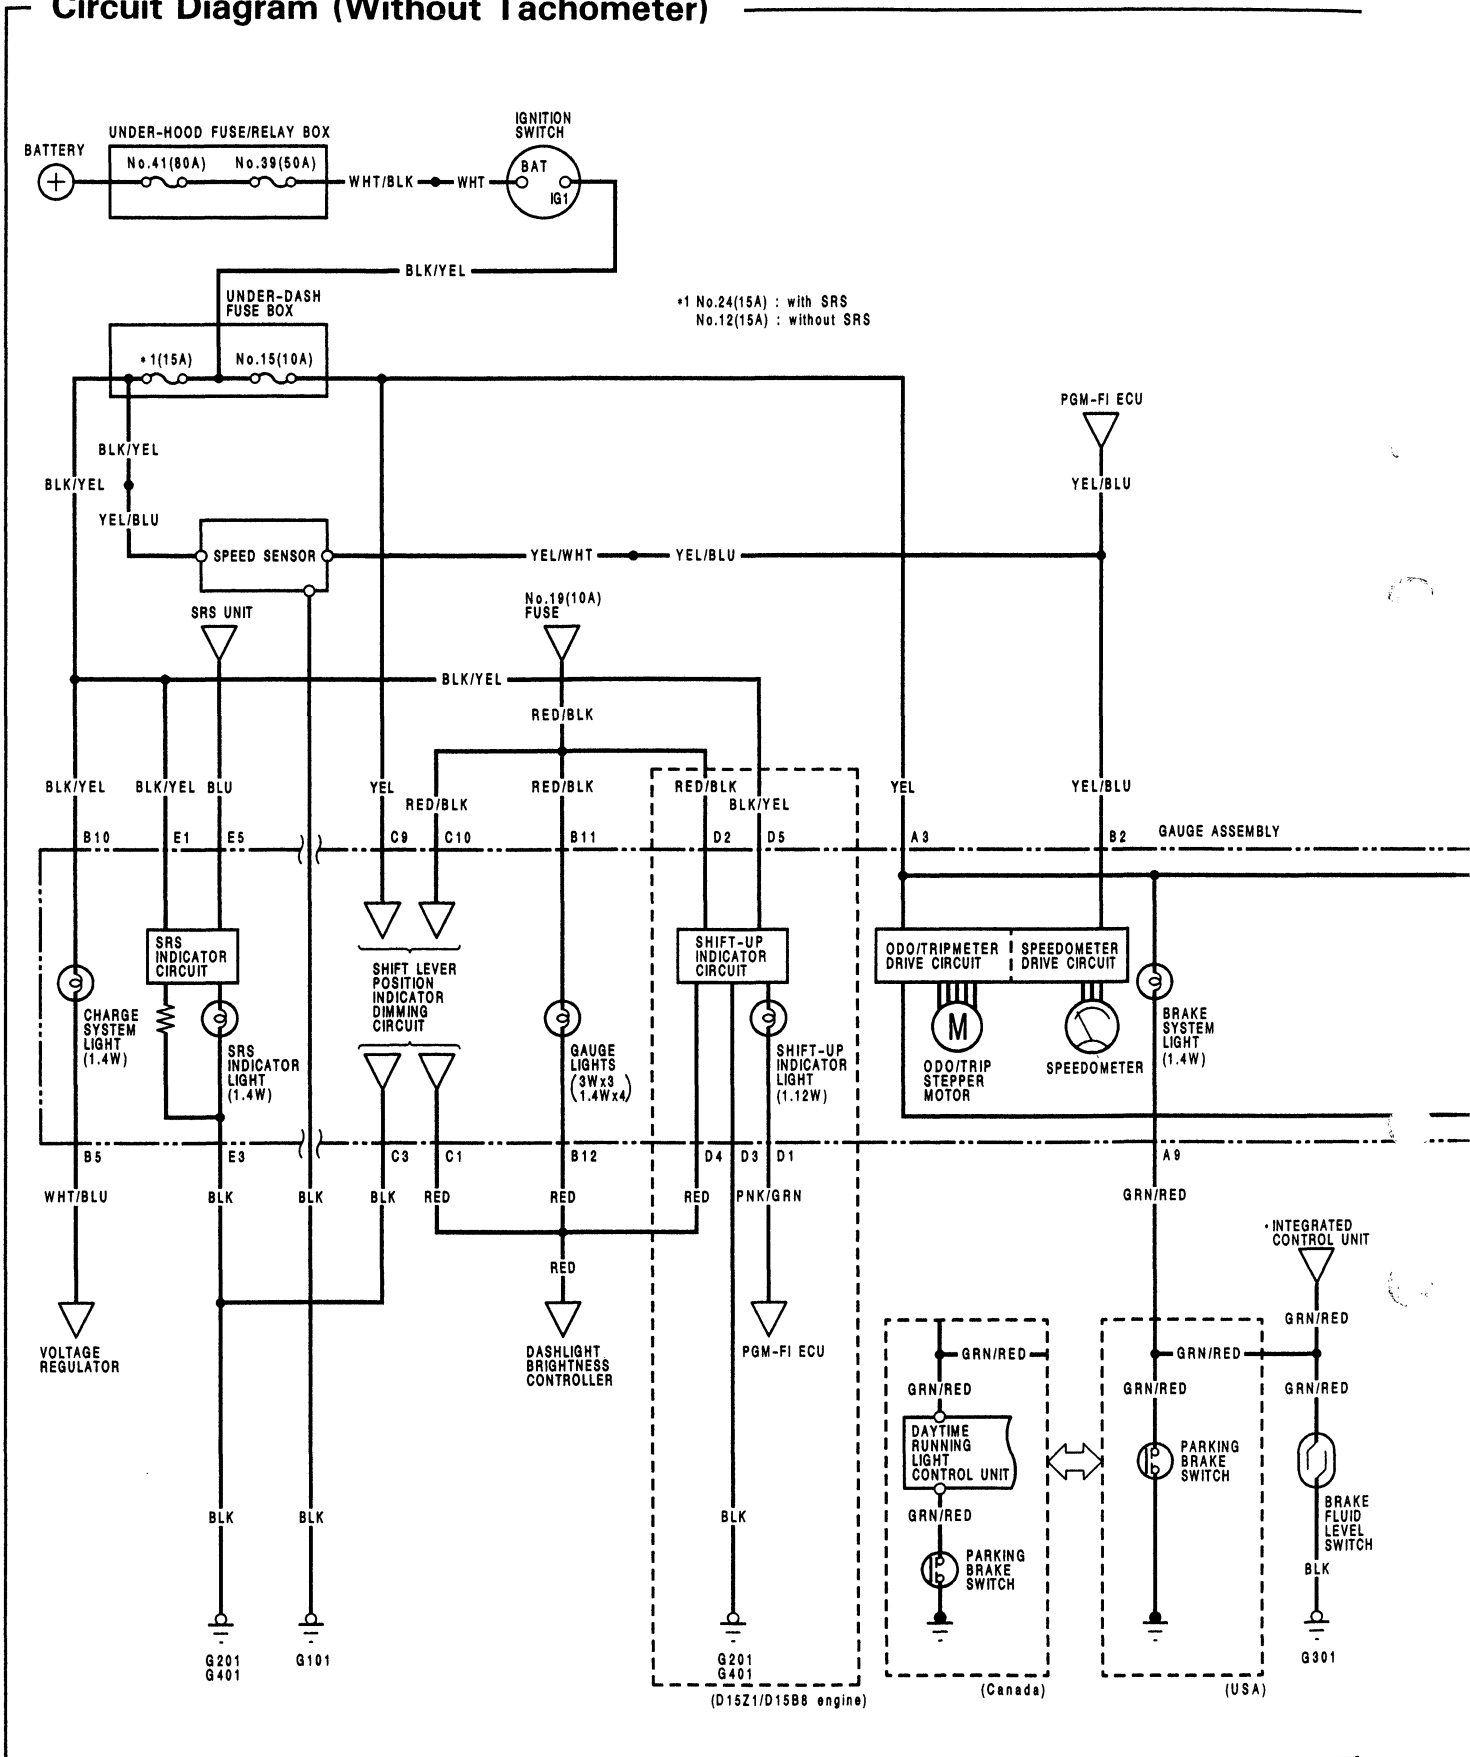 Circuit Diagram (Without Tachometer)
IGNITION
SWITCH
UNDER-HOOD FUSE/RELAY BOX
BATTERY
No.41(80A) No.39(50A)
BAT
WHT/BLK WHT
IG1
BLK/YEL
UNDER-DASH
FUSE BOX
*1 No.24(15A) : with SRS
No.12(15A) : without SRS
*1(15A) No.15(10A)
PGM-FI ECU
BLK/YEL
BLK/YEL
YEL/BLU
YEL/BLU
SPEED SENSOR
YEL/WHT YEL/BLU
No.19(10A)
FUSE
SRS UNIT
BLK/YEL
RED/BLK
BLK/YEL BLK/YEL BLU YEL RED/BLK RED/BLK YEL YEL/BLU
RED/BLK BLK/YEL
B10 E1 E5 C9 C10 B11 D2 D5 A3 B2
GAUGE ASSEMBLY
SRS
INDICATOR
CIRCUIT
SHIFT-UP
INDICATOR
CIRCUIT
ODO/TRIPMETER
DRIVE CIRCUIT
SPEEDOMETER
DRIVE CIRCUIT
SHIFT LEVER
POSITION
INDICATOR
DIMMING
CIRCUIT
CHARGE
SYSTEM
LIGHT
(1.4W)
SRS
INDICATOR
LIGHT
(1.4W)
GAUGE
LIGHTS
(3Wx3
1.4Wx4)
SHIFT-UP
INDICATOR
LIGHT
(1.12W)
M
ODO/TRIP
STEPPER
MOTOR
SPEEDOMETER
BRAKE
SYSTEM
LIGHT
(1.4W)
B5 E3 C3 C1 B12 D4 D3 D1 A9
WHT/BLU BLK BLK BLK RED RED RED PNK/GRN GRN/RED
INTEGRATED
CONTROL UNIT
RED
GRN/RED
VOLTAGE
REGULATOR
DASHLIGHT
BRIGHTNESS
CONTROLLER
PGM-FI ECU
GRN/RED GRN/RED
GRN/RED GRN/RED GRN/RED
DAYTIME
RUNNING
LIGHT
CONTROL UNIT
PARKING
BRAKE
SWITCH
BRAKE
FLUID
LEVEL
SWITCH
BLK BLK BLK GRN/RED
PARKING
BRAKE
SWITCH
BLK
G201
G401
G101
G201
G401
G301
(Canada)
(USA)
(D15Z1/D15B8 engine)